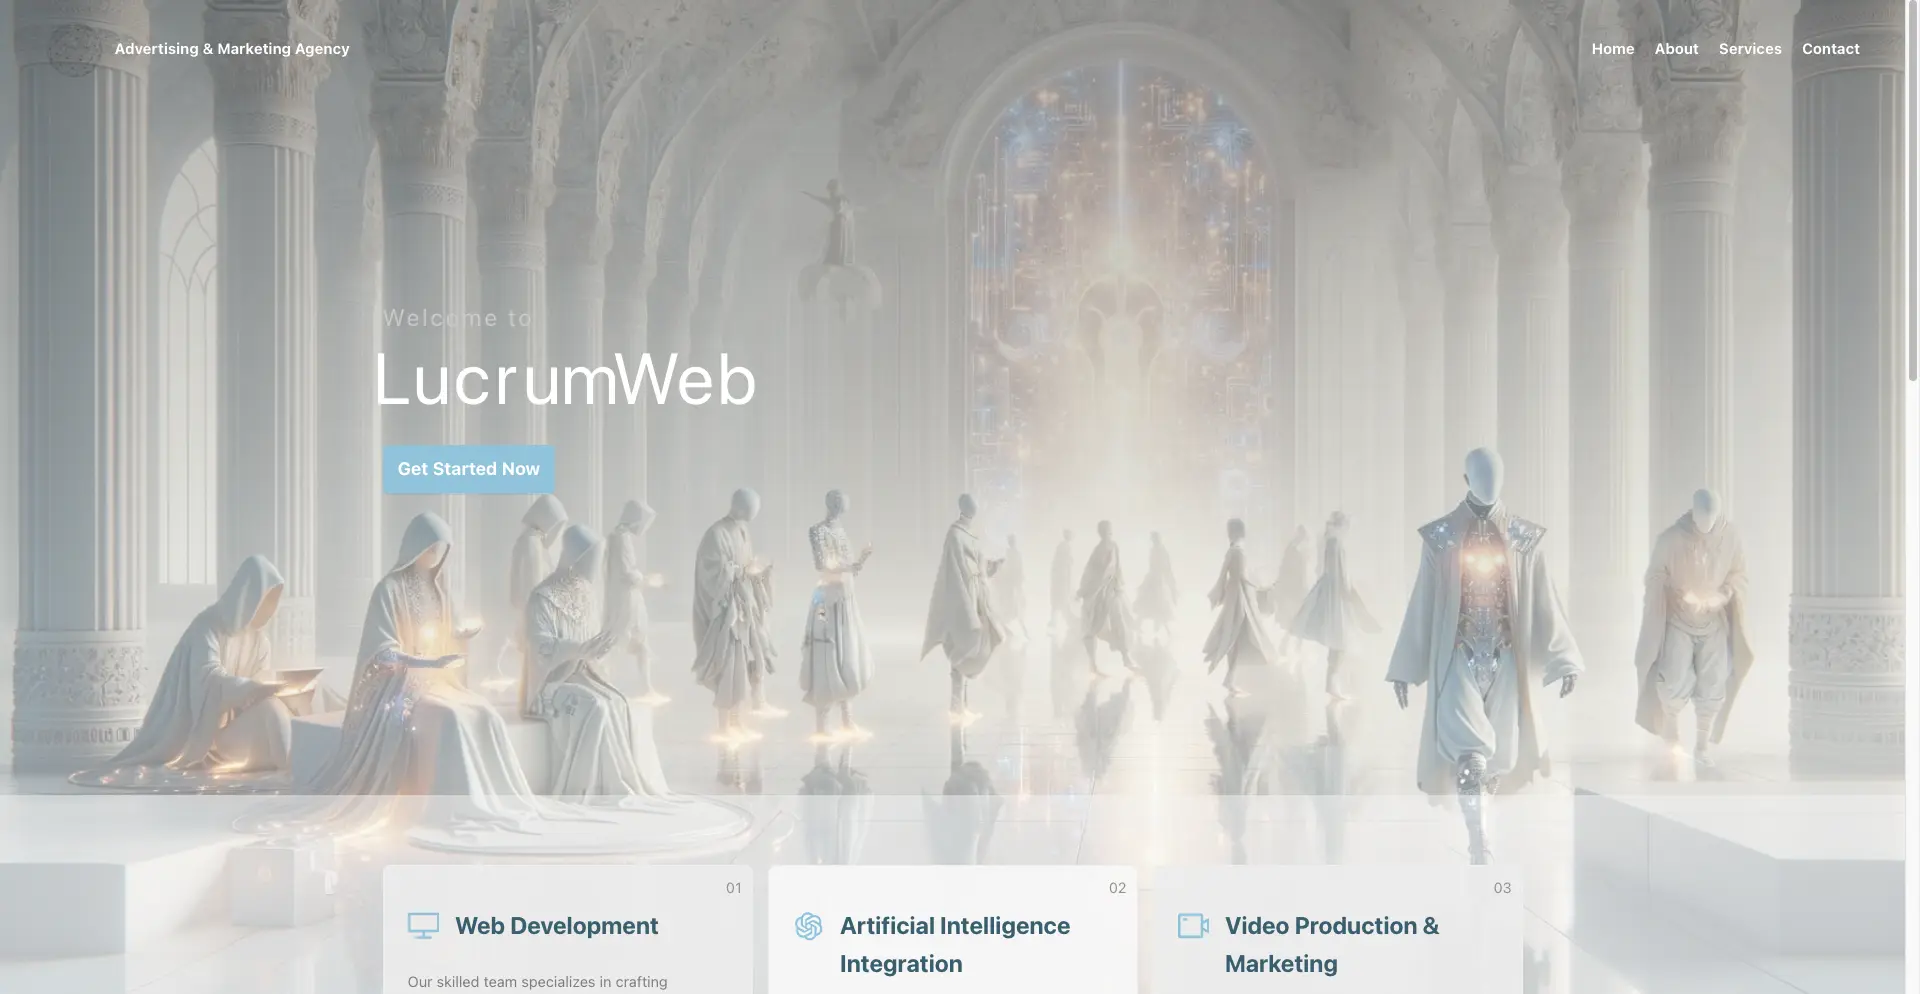 Advertising & Marketing Agency
Home About Services Contact
Welcome to
LucrumWeb
Get Started Now
01
Web Development
Our skilled team specializes in crafting
02
Artificial Intelligence
Integration
03
Video Production &
Marketing